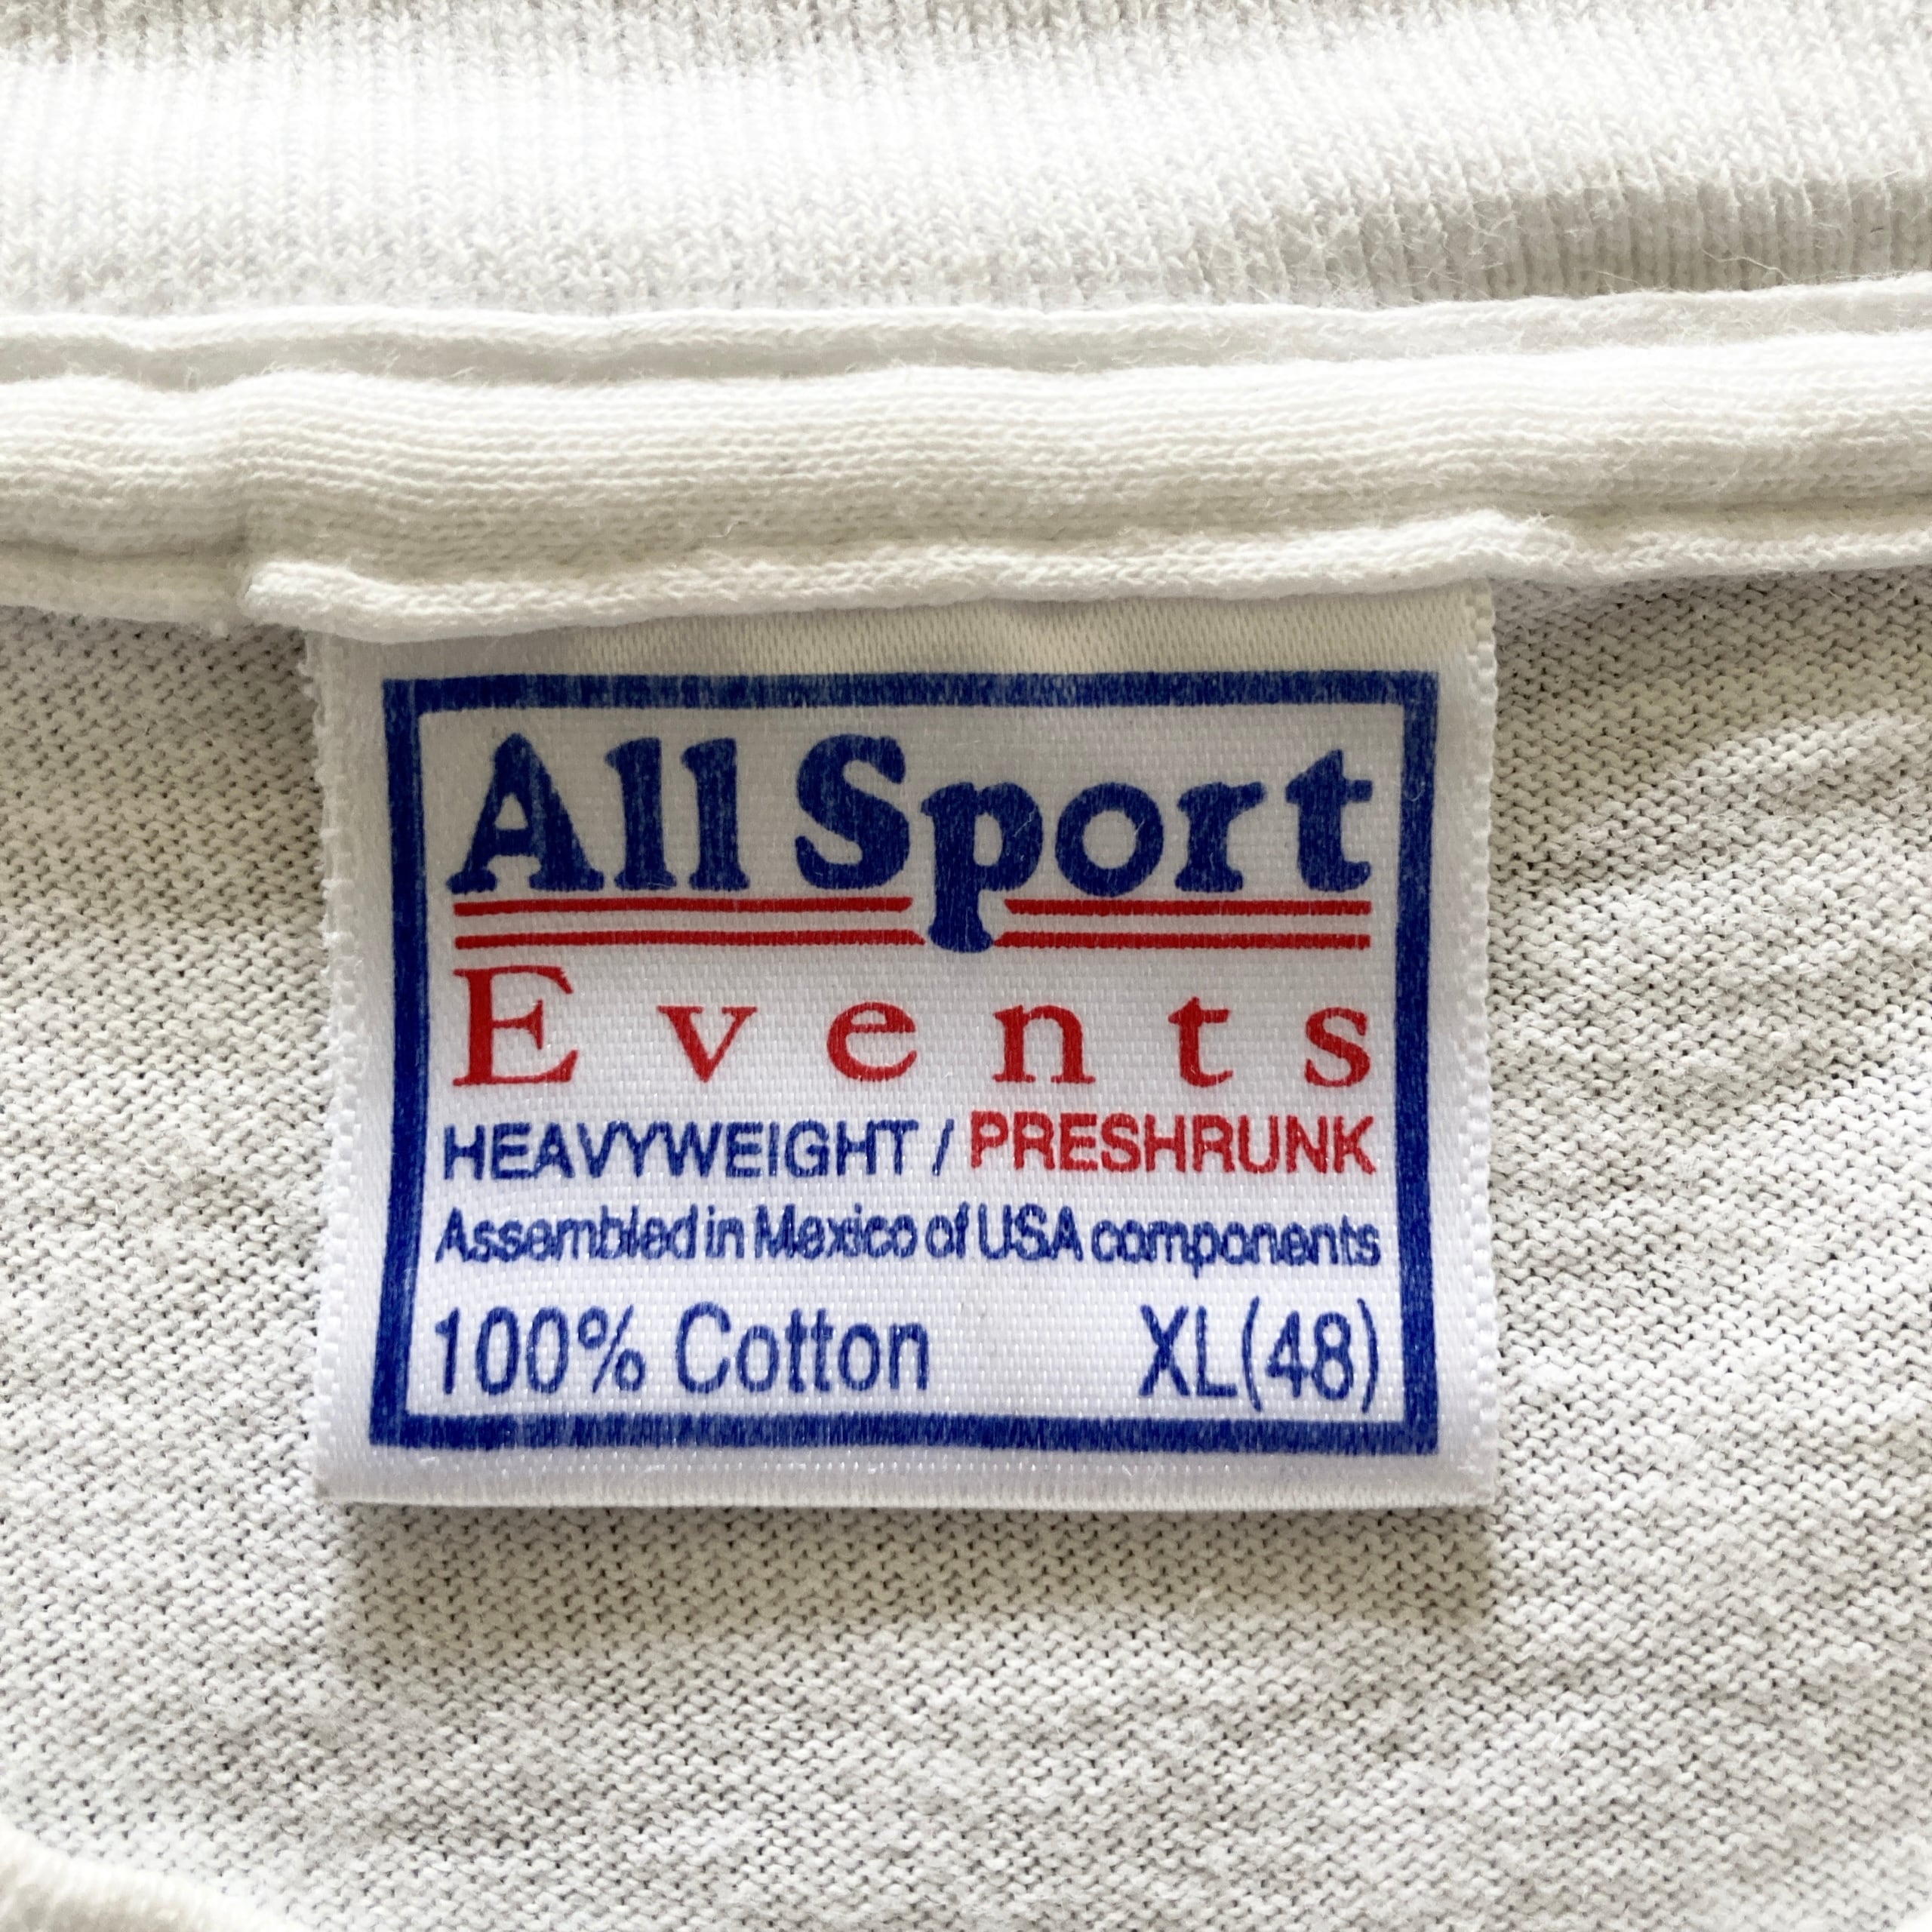 All Sport
Events
HEAVYWEIGHT / PRESHRUNK
Assembled in Mexico of USA components
100% Cotton XL(48)